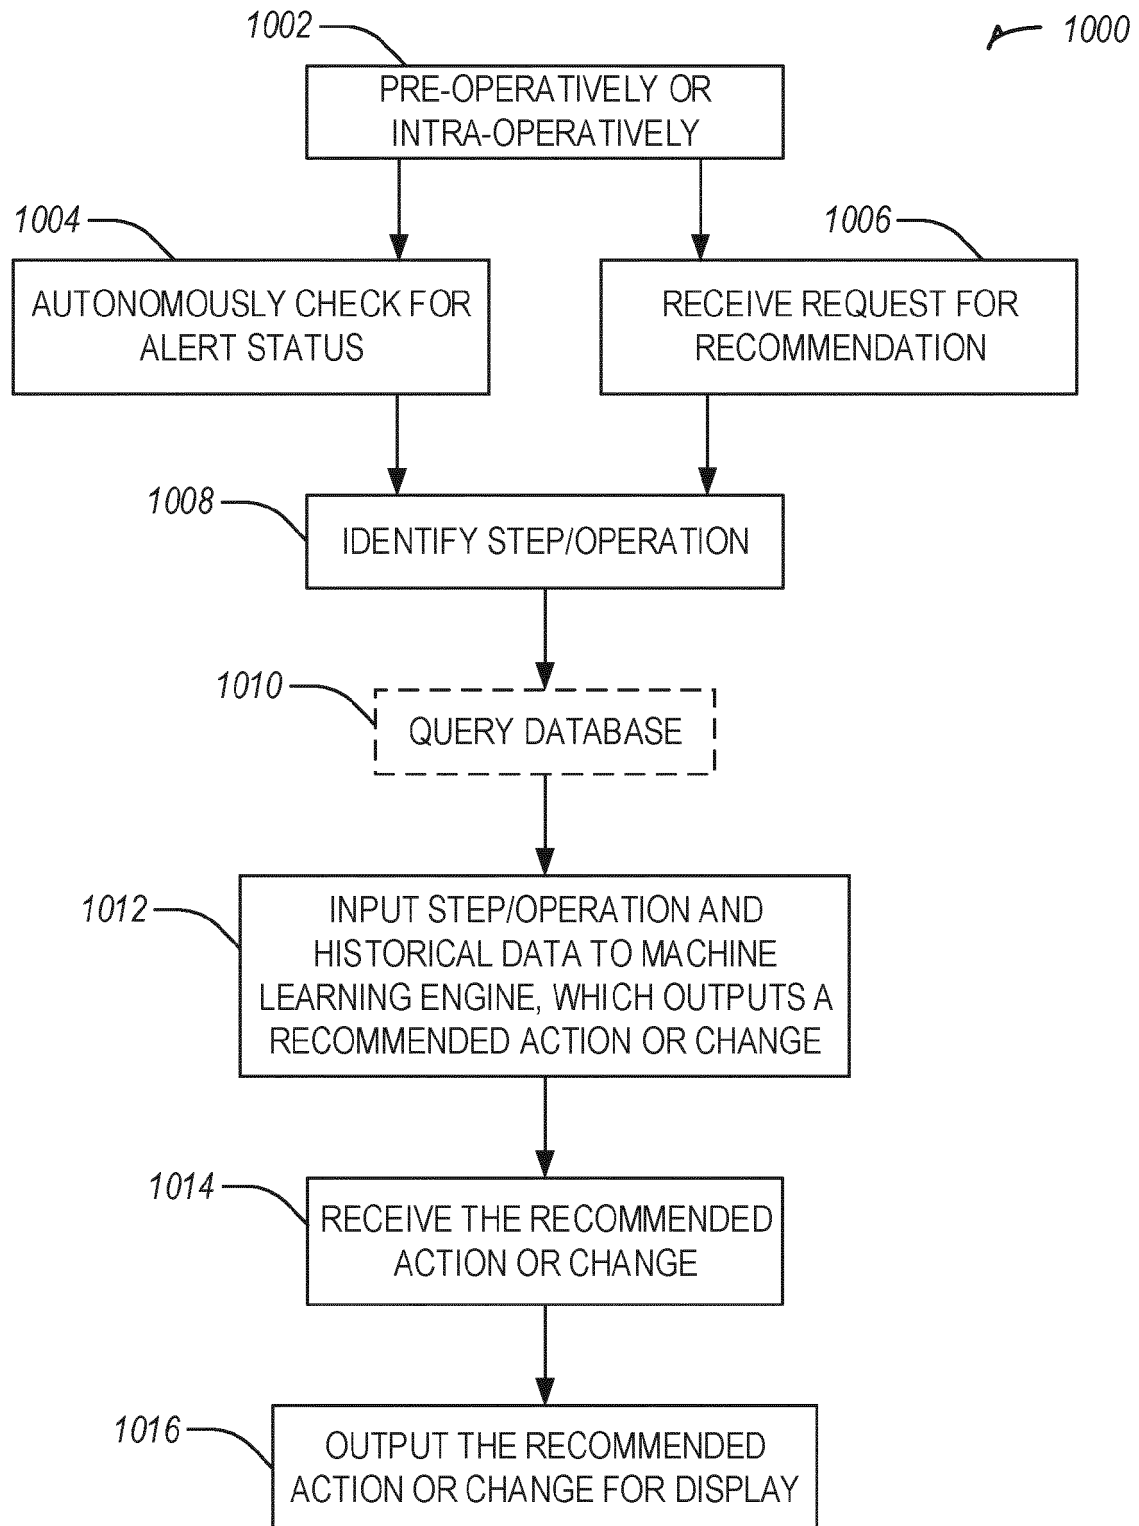 1002
1000
PRE-OPERATIVELY OR
INTRA-OPERATIVELY
1004
1006
AUTONOMOUSLY CHECK FOR
ALERT STATUS
RECEIVE REQUEST FOR
RECOMMENDATION
1008
IDENTIFY STEP/OPERATION
1010
QUERY DATABASE
1012
INPUT STEP/OPERATION AND
HISTORICAL DATA TO MACHINE
LEARNING ENGINE, WHICH OUTPUTS A
RECOMMENDED ACTION OR CHANGE
1014
RECEIVE THE RECOMMENDED
ACTION OR CHANGE
1016
OUTPUT THE RECOMMENDED
ACTION OR CHANGE FOR DISPLAY